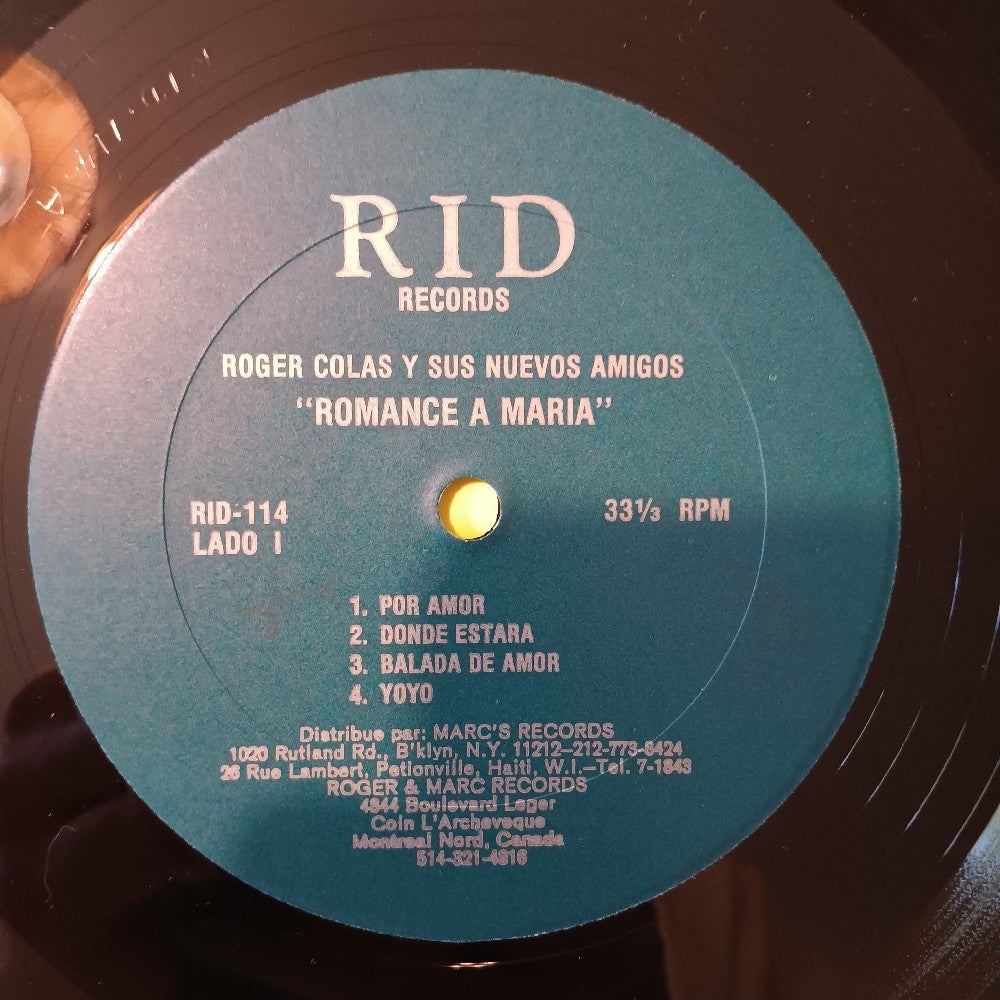 RID
RECORDS
ROGER COLAS Y SUS NUEVOS AMIGOS
"ROMANCE A MARIA"
RID-114
LADO I
33⅓ RPM
1. POR AMOR
2. DONDE ESTARA
3. BALADA DE AMOR
4. YOYO
Distribue par: MARC'S RECORDS
1020 Rutland Rd., B'klyn, N.Y. 11212-212-773-6424
26 Rue Lambert, Petionville, Haiti, W.I.-Tel. 7-1843
ROGER & MARC RECORDS
4844 Boulevard Leger
Coin L'Archeveque
Montreal Nord, Canada
514-321-4916